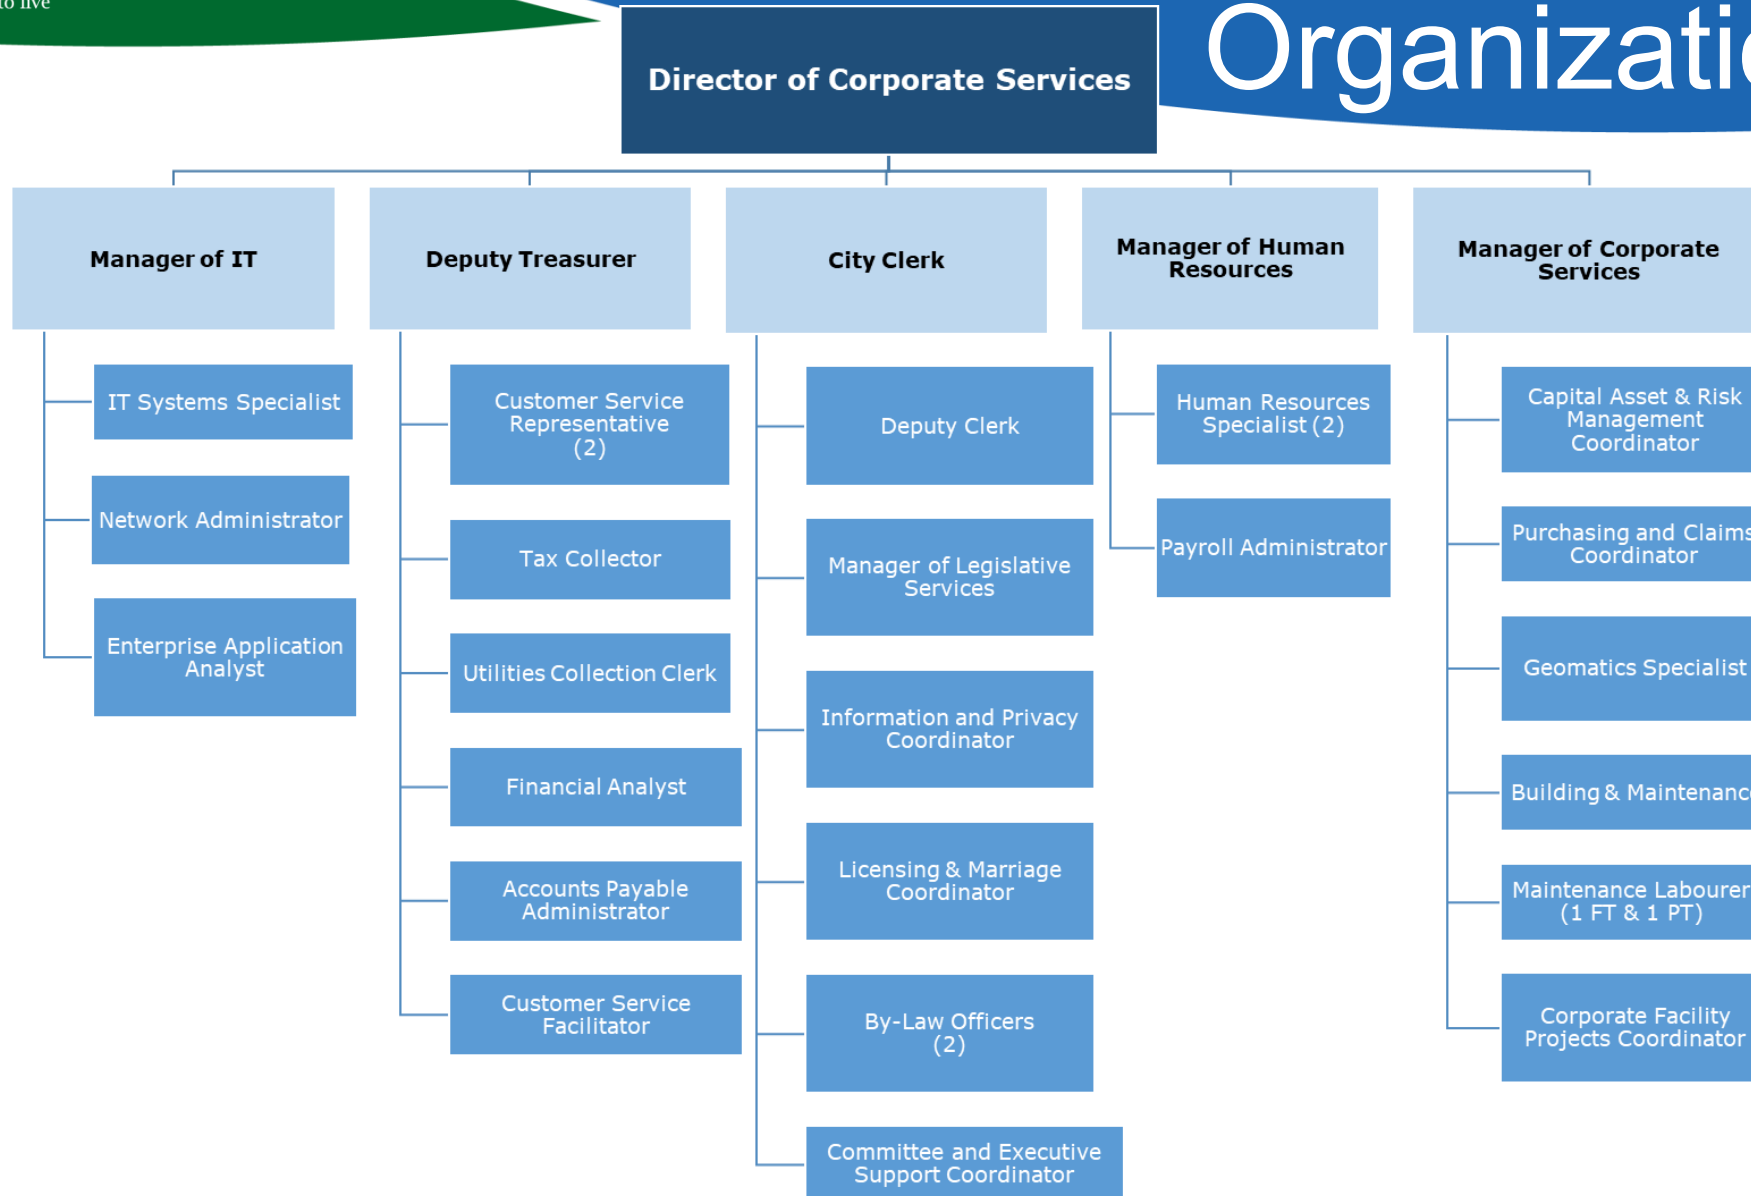 to live
Organizatio
Director of Corporate Services
Manager of IT
IT Systems Specialist
Network Administrator
Enterprise Application
Analyst
Deputy Treasurer
Customer Service
Representative
(2)
Tax Collector
Utilities Collection Clerk
Financial Analyst
Accounts Payable
Administrator
Customer Service
Facilitator
City Clerk
Deputy Clerk
Manager of Legislative
Services
Information and Privacy
Coordinator
Licensing & Marriage
Coordinator
By-Law Officers
(2)
Committee and Executive
Support Coordinator
Manager of Human
Resources
Human Resources
Specialist (2)
Payroll Administrator
Manager of Corporate
Services
Capital Asset & Risk
Management
Coordinator
Purchasing and Claims
Coordinator
Geomatics Specialist
Building & Maintenance
Maintenance Labourer
(1 FT & 1 PT)
Corporate Facility
Projects Coordinator